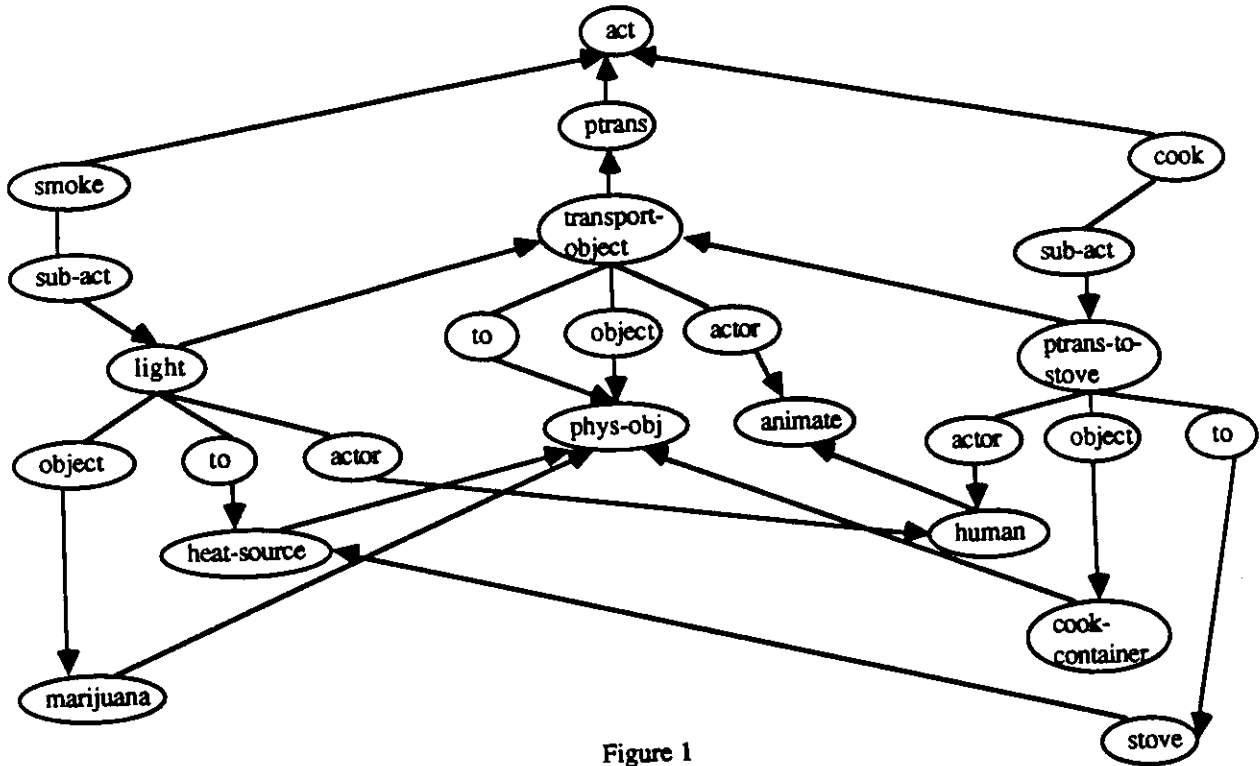 act
ptrans
cook
smoke
transport-
object
sub-act
sub-act
to
object
actor
ptrans-to-
stove
light
phys-obj
animate
actor
object
to
object
to
actor
human
heat-source
cook-
container
marijuana
stove
Figure 1